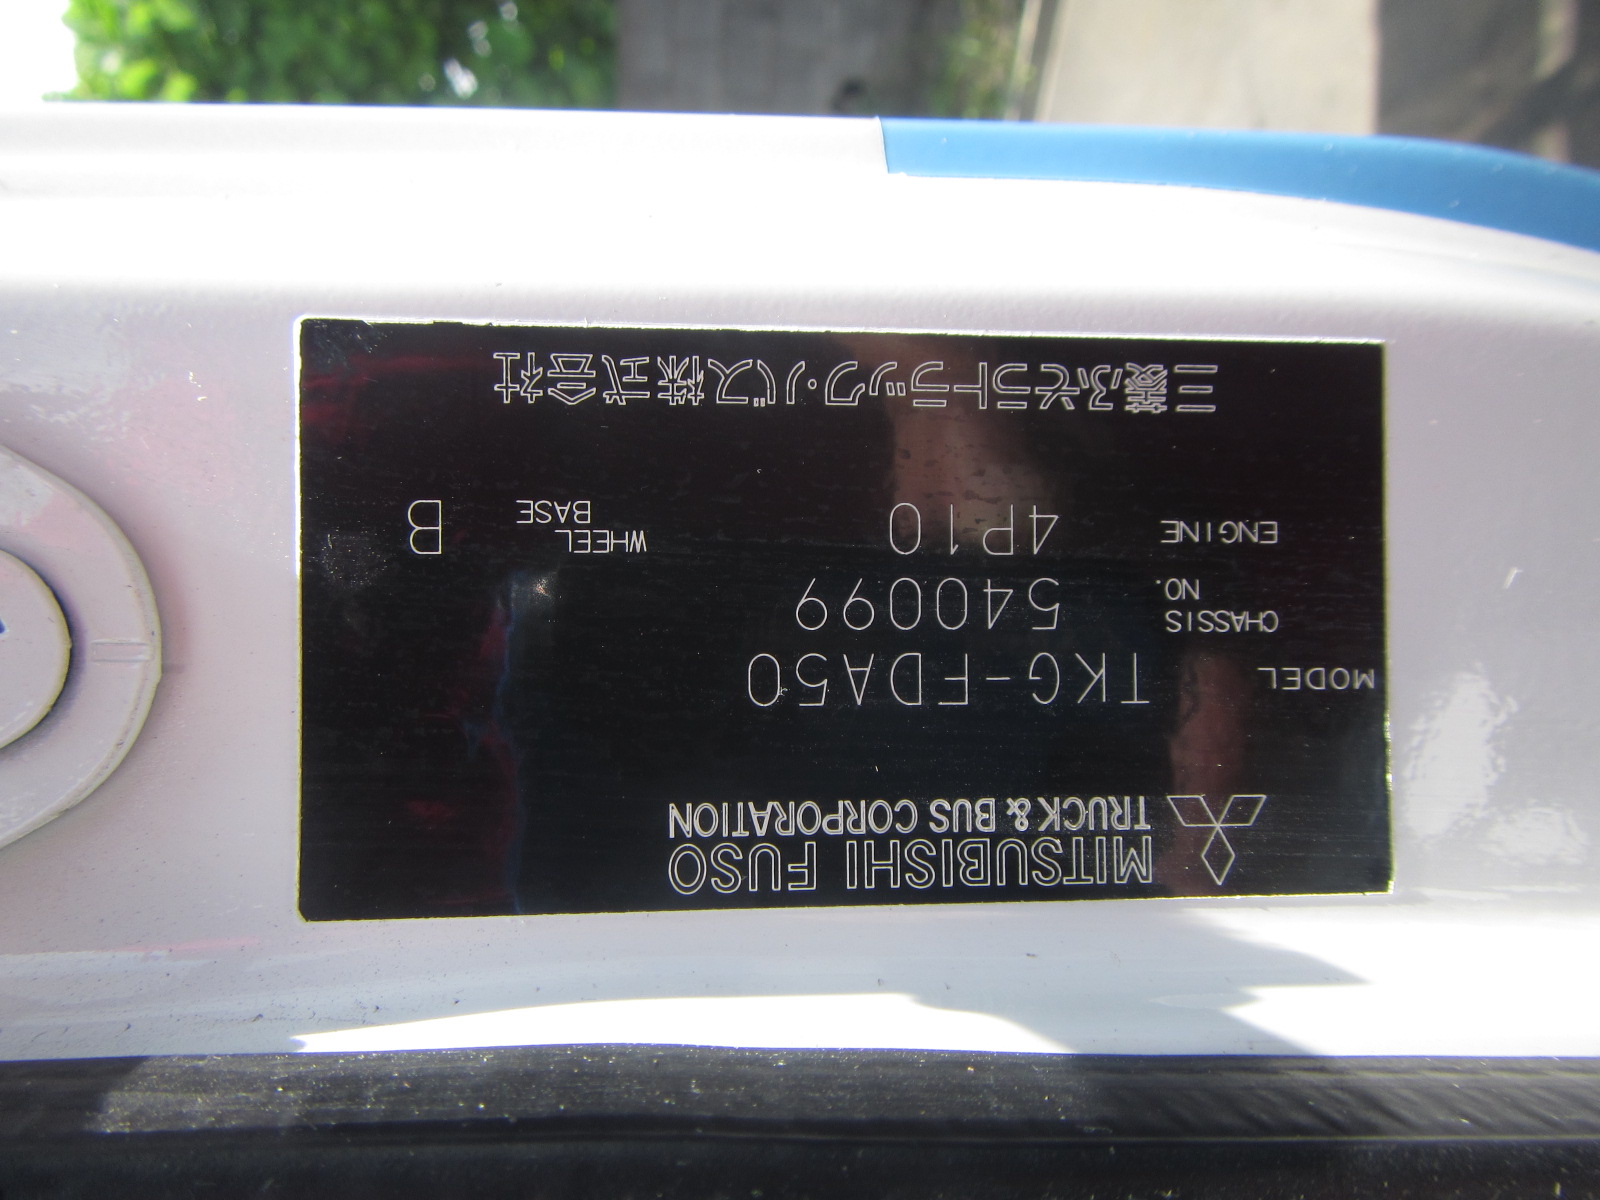 MITSUBISHI FUSO
TRUCK & BUS CORPORATION
MODEL TKG-FDA50
CHASSIS NO. 540099
ENGINE 4P10 WHEEL BASE B
三菱ふそうトラック・バス株式会社